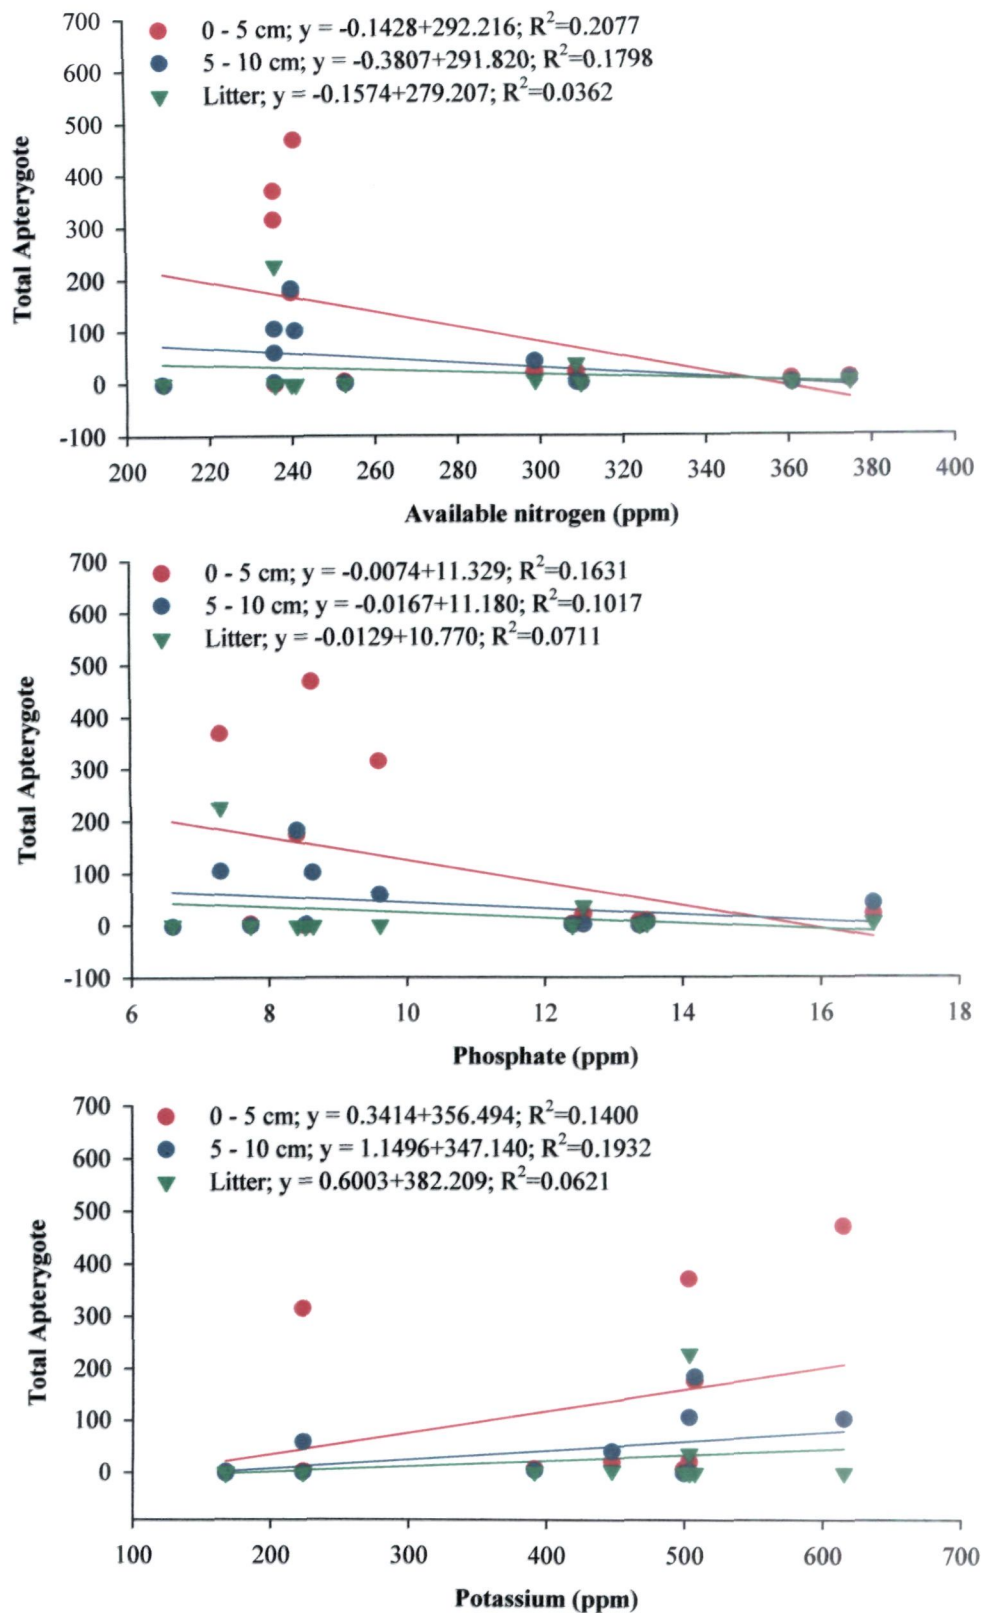 700
600
500
400
300
200
100
0
-100
Total Apterygote
0 - 5 cm; y = -0.1428+292.216; R²=0.2077
5 - 10 cm; y = -0.3807+291.820; R²=0.1798
Litter; y = -0.1574+279.207; R²=0.0362
200 220 240 260 280 300 320 340 360 380 400
Available nitrogen (ppm)
700
600
500
400
300
200
100
0
-100
Total Apterygote
0 - 5 cm; y = -0.0074+11.329; R²=0.1631
5 - 10 cm; y = -0.0167+11.180; R²=0.1017
Litter; y = -0.0129+10.770; R²=0.0711
6 8 10 12 14 16 18
Phosphate (ppm)
700
600
500
400
300
200
100
0
Total Apterygote
0 - 5 cm; y = 0.3414+356.494; R²=0.1400
5 - 10 cm; y = 1.1496+347.140; R²=0.1932
Litter; y = 0.6003+382.209; R²=0.0621
100 200 300 400 500 600 700
Potassium (ppm)